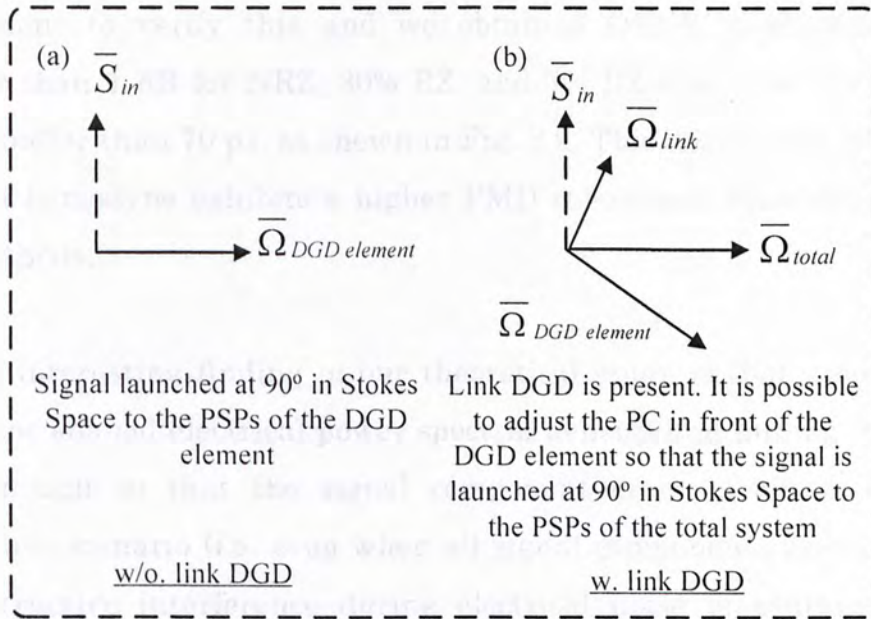 (a)
S̅in
Ω̅DGD element
Signal launched at 90º in Stokes
Space to the PSPs of the DGD
element
w/o. link DGD
(b)
S̅in
Ω̅link
Ω̅total
Ω̅DGD element
Link DGD is present. It is possible
to adjust the PC in front of the
DGD element so that the signal is
launched at 90º in Stokes Space to
the PSPs of the total system
w. link DGD